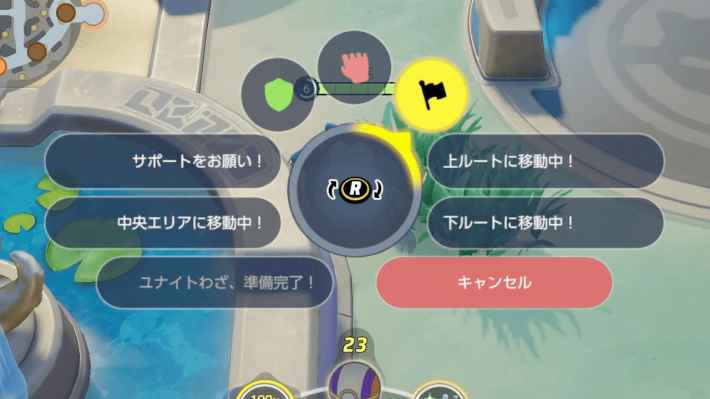 6
サポートをお願い！
上ルートに移動中！
R
中央エリアに移動中！
下ルートに移動中！
ユナイトわざ、準備完了！
キャンセル
23
100%